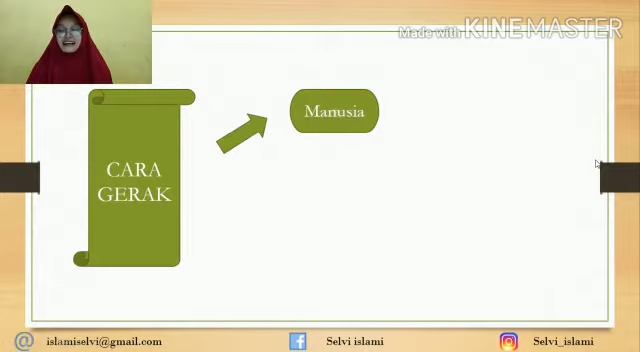 Made with KINEMASTER
Manusia
CARA
GERAK
islamiselvi@gmail.com
Selvi islami
Selvi_islami